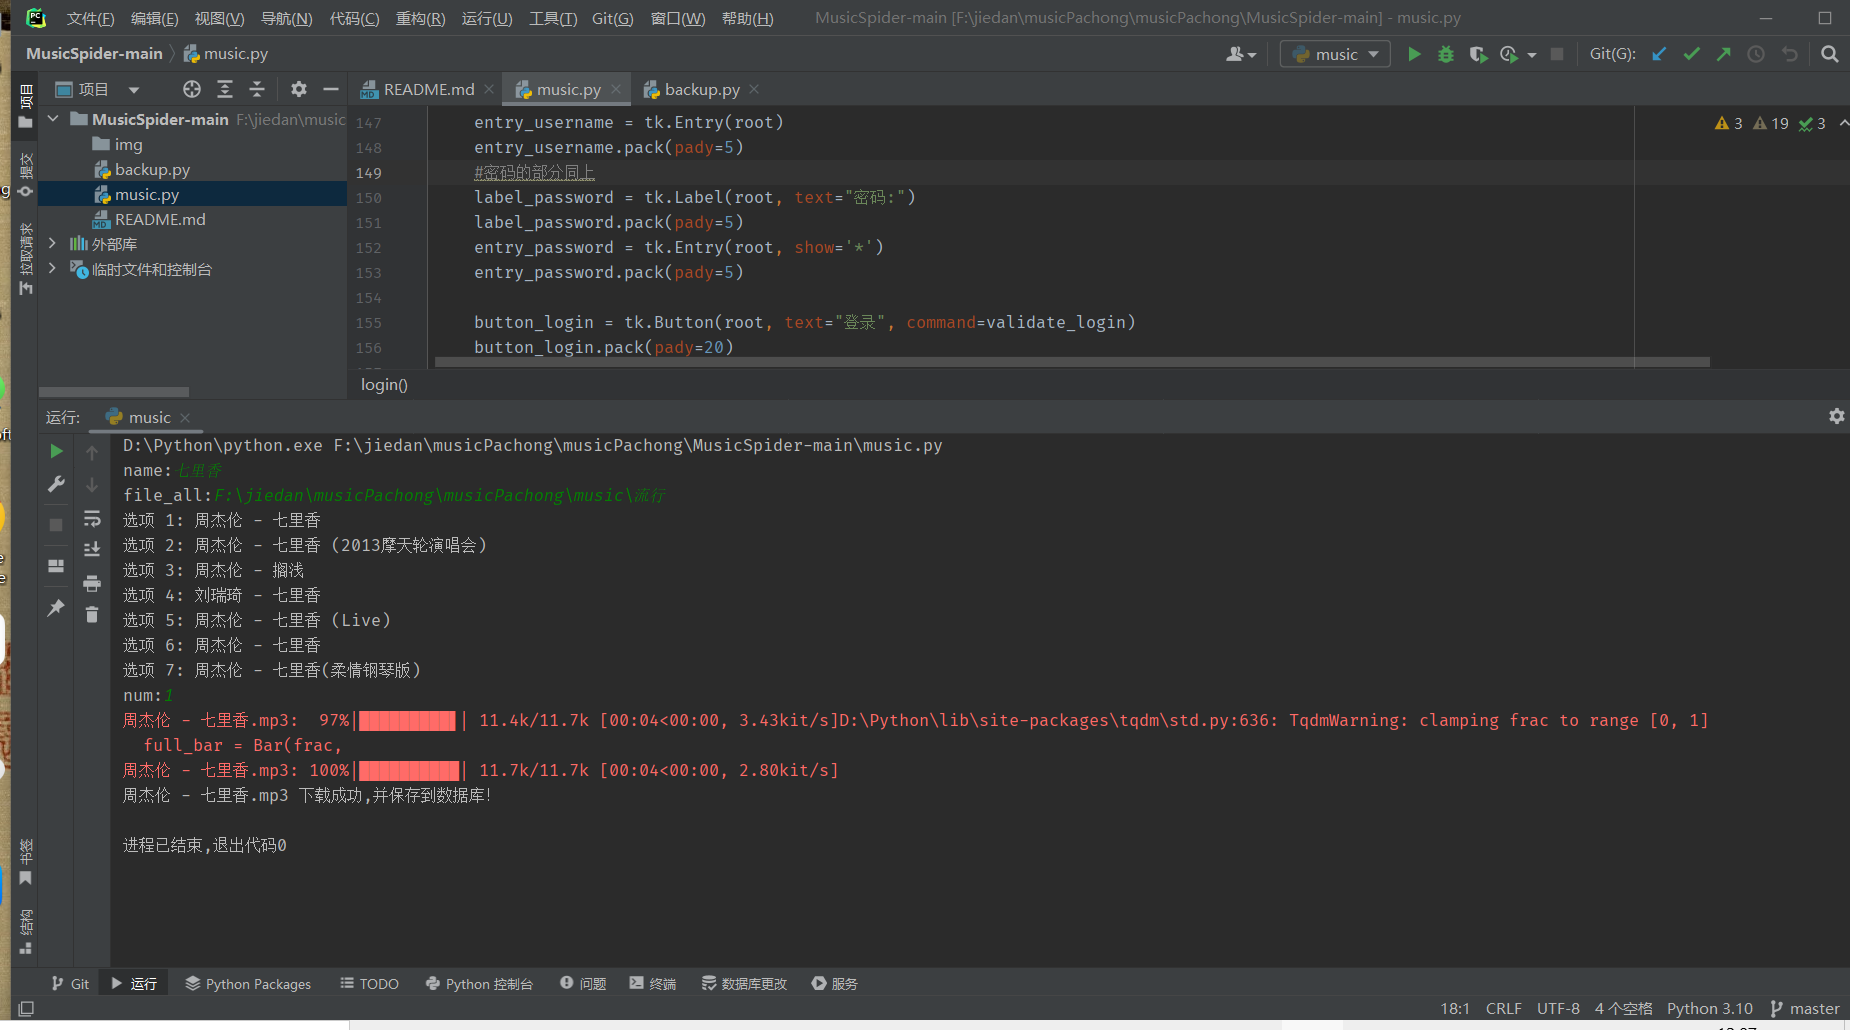 文件(F) 编辑(E) 视图(V) 导航(N) 代码(C) 重构(R) 运行(U) 工具(T) Git(G) 窗口(W) 帮助(H) MusicSpider-main [F:\jiedan\musicPachong\musicPachong\MusicSpider-main] - music.py
MusicSpider-main music.py music Git(G):
项目 README.md music.py backup.py
项目
提交
拉取请求
MusicSpider-main F:\jiedan\music
img
backup.py
music.py
README.md
外部库
临时文件和控制台
147 entry_username = tk.Entry(root)
148 entry_username.pack(pady=5)
149 #密码的部分同上
150 label_password = tk.Label(root, text="密码:")
151 label_password.pack(pady=5)
152 entry_password = tk.Entry(root, show='*')
153 entry_password.pack(pady=5)
154
155 button_login = tk.Button(root, text="登录", command=validate_login)
156 button_login.pack(pady=20)
3 19 3
login()
运行: music
D:\Python\python.exe F:\jiedan\musicPachong\musicPachong\MusicSpider-main\music.py
name:七里香
file_all:F:\jiedan\musicPachong\musicPachong\music\流行
选项 1: 周杰伦 - 七里香
选项 2: 周杰伦 - 七里香 (2013摩天轮演唱会)
选项 3: 周杰伦 - 搁浅
选项 4: 刘瑞琦 - 七里香
选项 5: 周杰伦 - 七里香 (Live)
选项 6: 周杰伦 - 七里香
选项 7: 周杰伦 - 七里香(柔情钢琴版)
num:1
周杰伦 - 七里香.mp3:  97%|██████████| 11.4k/11.7k [00:04<00:00, 3.43kit/s]D:\Python\lib\site-packages\tqdm\std.py:636: TqdmWarning: clamping frac to range [0, 1]
full_bar = Bar(frac,
周杰伦 - 七里香.mp3: 100%|██████████| 11.7k/11.7k [00:04<00:00, 2.80kit/s]
周杰伦 - 七里香.mp3 下载成功,并保存到数据库!
进程已结束,退出代码0
书签
结构
Git 运行 Python Packages TODO Python 控制台 问题 终端 数据库更改 服务
18:1 CRLF UTF-8 4 个空格 Python 3.10 master